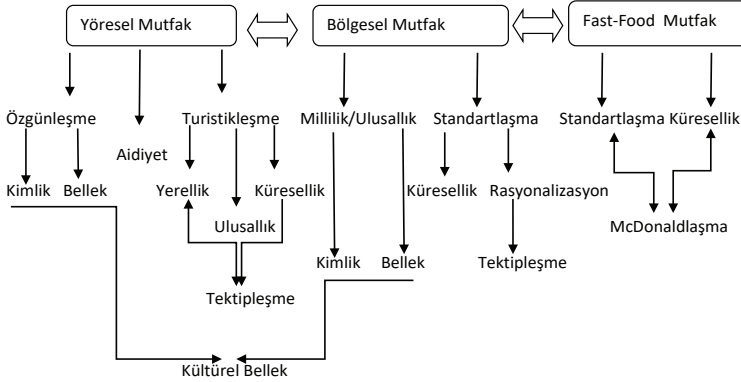 Yöresel Mutfak Bölgesel Mutfak Fast-Food Mutfak
Özgünleşme Turistikleşme Millilik/Ulusallık Standartlaşma Standartlaşma Küresellik
Aidiyet
Kimlik Bellek Yerellik Küresellik Küresellik Rasyonalizasyon
Ulusallık McDonaldlaşma
Kimlik Bellek Tektipleşme
Tektipleşme
Kültürel Bellek